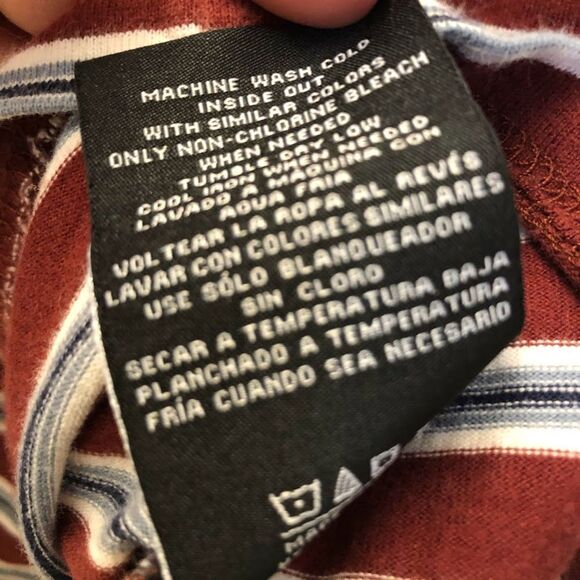 MACHINE WASH COLD
INSIDE OUT
WITH SIMILAR COLORS
ONLY NON-CHLORINE BLEACH
WHEN NEEDED
TUMBLE DRY LOW
COOL IRON WHEN NEEDED
LAVADO A MAQUINA CON
AGUA FRIA
VOLTEAR LA ROPA AL REVÉS
LAVAR CON COLORES SIMILARES
USE SÓLO BLANQUEADOR
SIN CLORO
SECAR A TEMPERATURA BAJA
PLANCHADO A TEMPERATURA
FRÍA CUANDO SEA NECESARIO